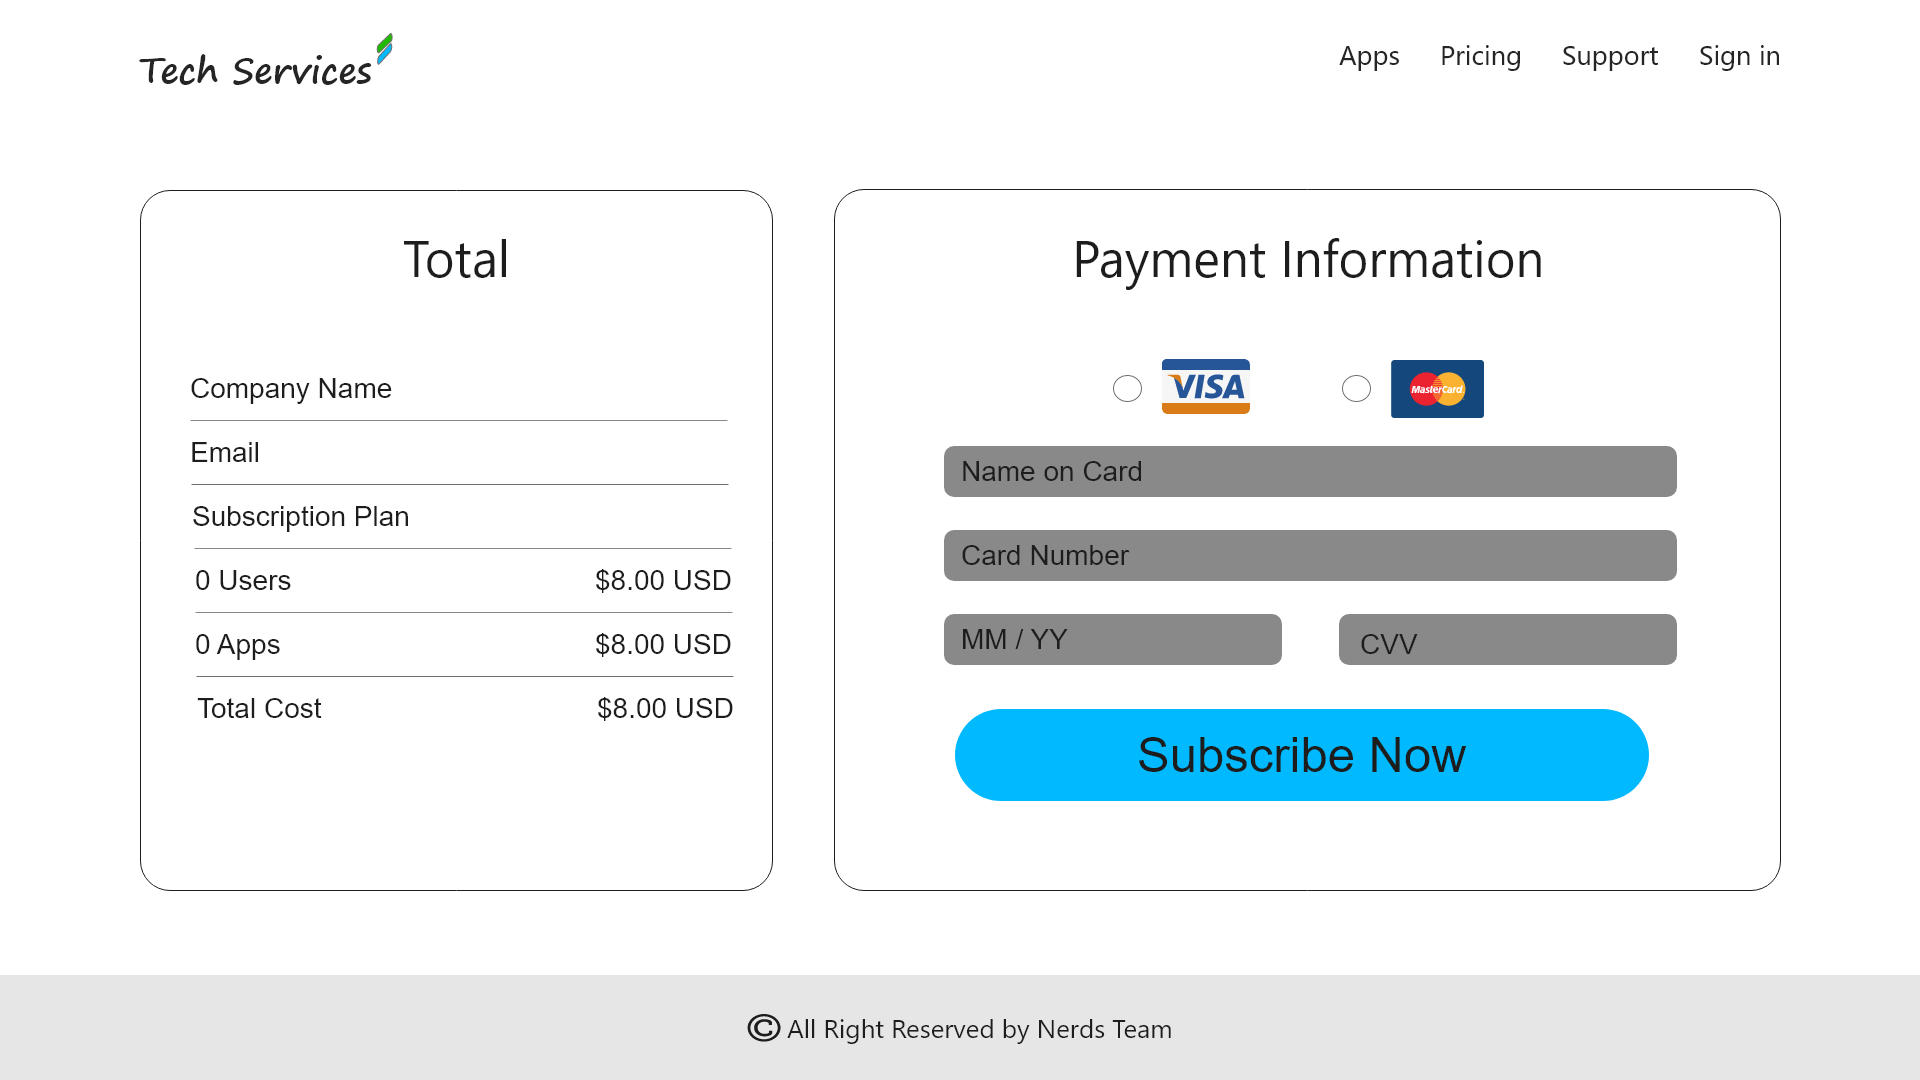 Tech Services
Apps Pricing Support Sign in
Total
Company Name
Email
Subscription Plan
0 Users $8.00 USD
0 Apps $8.00 USD
Total Cost $8.00 USD
Payment Information
VISA MasterCard
Name on Card
Card Number
MM / YY CVV
Subscribe Now
© All Right Reserved by Nerds Team